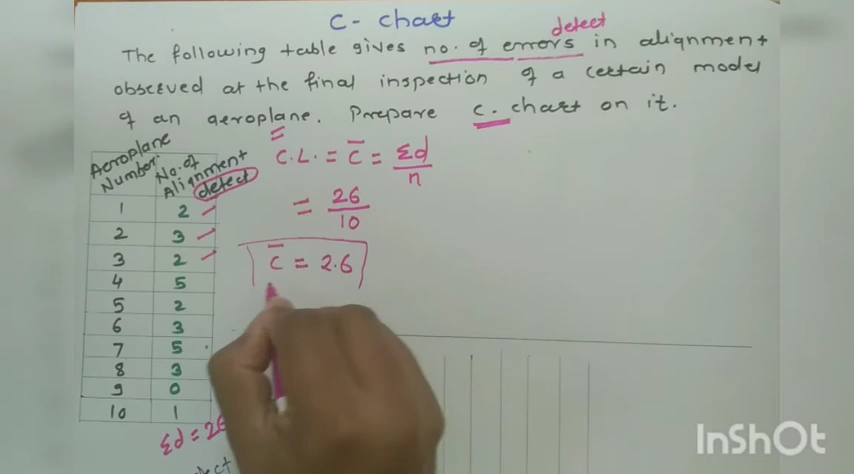 C - chart
defect
The following table gives no. of errors in alignment
observed at the final inspection of a certain model
of an aeroplane. Prepare c. chart on it.
Aeroplane Number
No. of Alignment defect
1 2
2 3
3 2
4 5
5 2
6 3
7 5
8 3
9 0
10 1
Σd = 26
C.L. = C̅ = Σd/n
= 26/10
C̅ = 2.6
InShOt